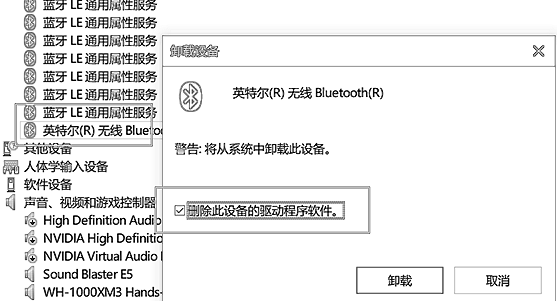 蓝牙 LE 通用属性服务
蓝牙 LE 通用属性服务
蓝牙 LE 通用属性服务
蓝牙 LE 通用属性服务
蓝牙 LE 通用属性服务
蓝牙 LE 通用属性服务
蓝牙 LE 通用属性服务
英特尔(R) 无线 Blueto
其他设备
人体学输入设备
软件设备
声音、视频和游戏控制器
High Definition Audio
NVIDIA High Definitio
NVIDIA Virtual Audio
Sound Blaster E5
WH-1000XM3 Hands-
卸载设备
英特尔(R) 无线 Bluetooth(R)
警告: 将从系统中卸载此设备。
删除此设备的驱动程序软件。
卸载
取消